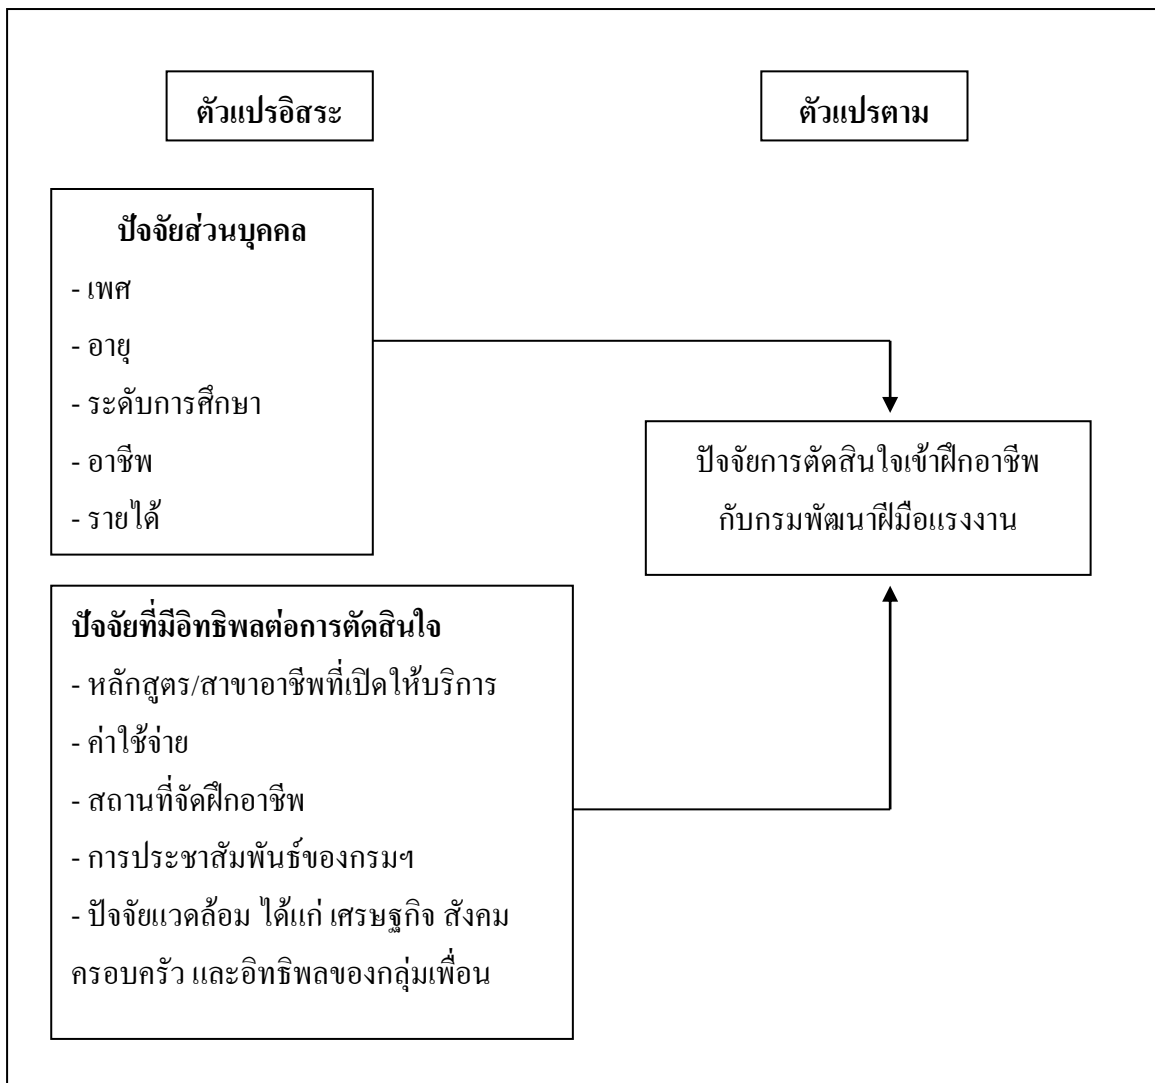 ตัวแปรอิสระ
ตัวแปรตาม
ปัจจัยส่วนบุคคล
- เพศ
- อายุ
- ระดับการศึกษา
- อาชีพ
- รายได้
ปัจจัยการตัดสินใจเข้าฝึกอาชีพ
กับกรมพัฒนาฝีมือแรงงาน
ปัจจัยที่มีอิทธิพลต่อการตัดสินใจ
- หลักสูตร/สาขาอาชีพที่เปิดให้บริการ
- ค่าใช้จ่าย
- สถานที่จัดฝึกอาชีพ
- การประชาสัมพันธ์ของกรมฯ
- ปัจจัยแวดล้อม ได้แก่ เศรษฐกิจ สังคม
ครอบครัว และอิทธิพลของกลุ่มเพื่อน